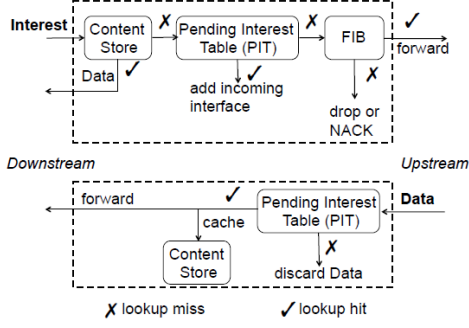 Interest
Content
Store
Pending Interest
Table (PIT)
FIB
forward
Data
add incoming
interface
drop or
NACK
Downstream
Upstream
forward
cache
Pending Interest
Table (PIT)
Data
Content
Store
discard Data
✗ lookup miss
✓ lookup hit